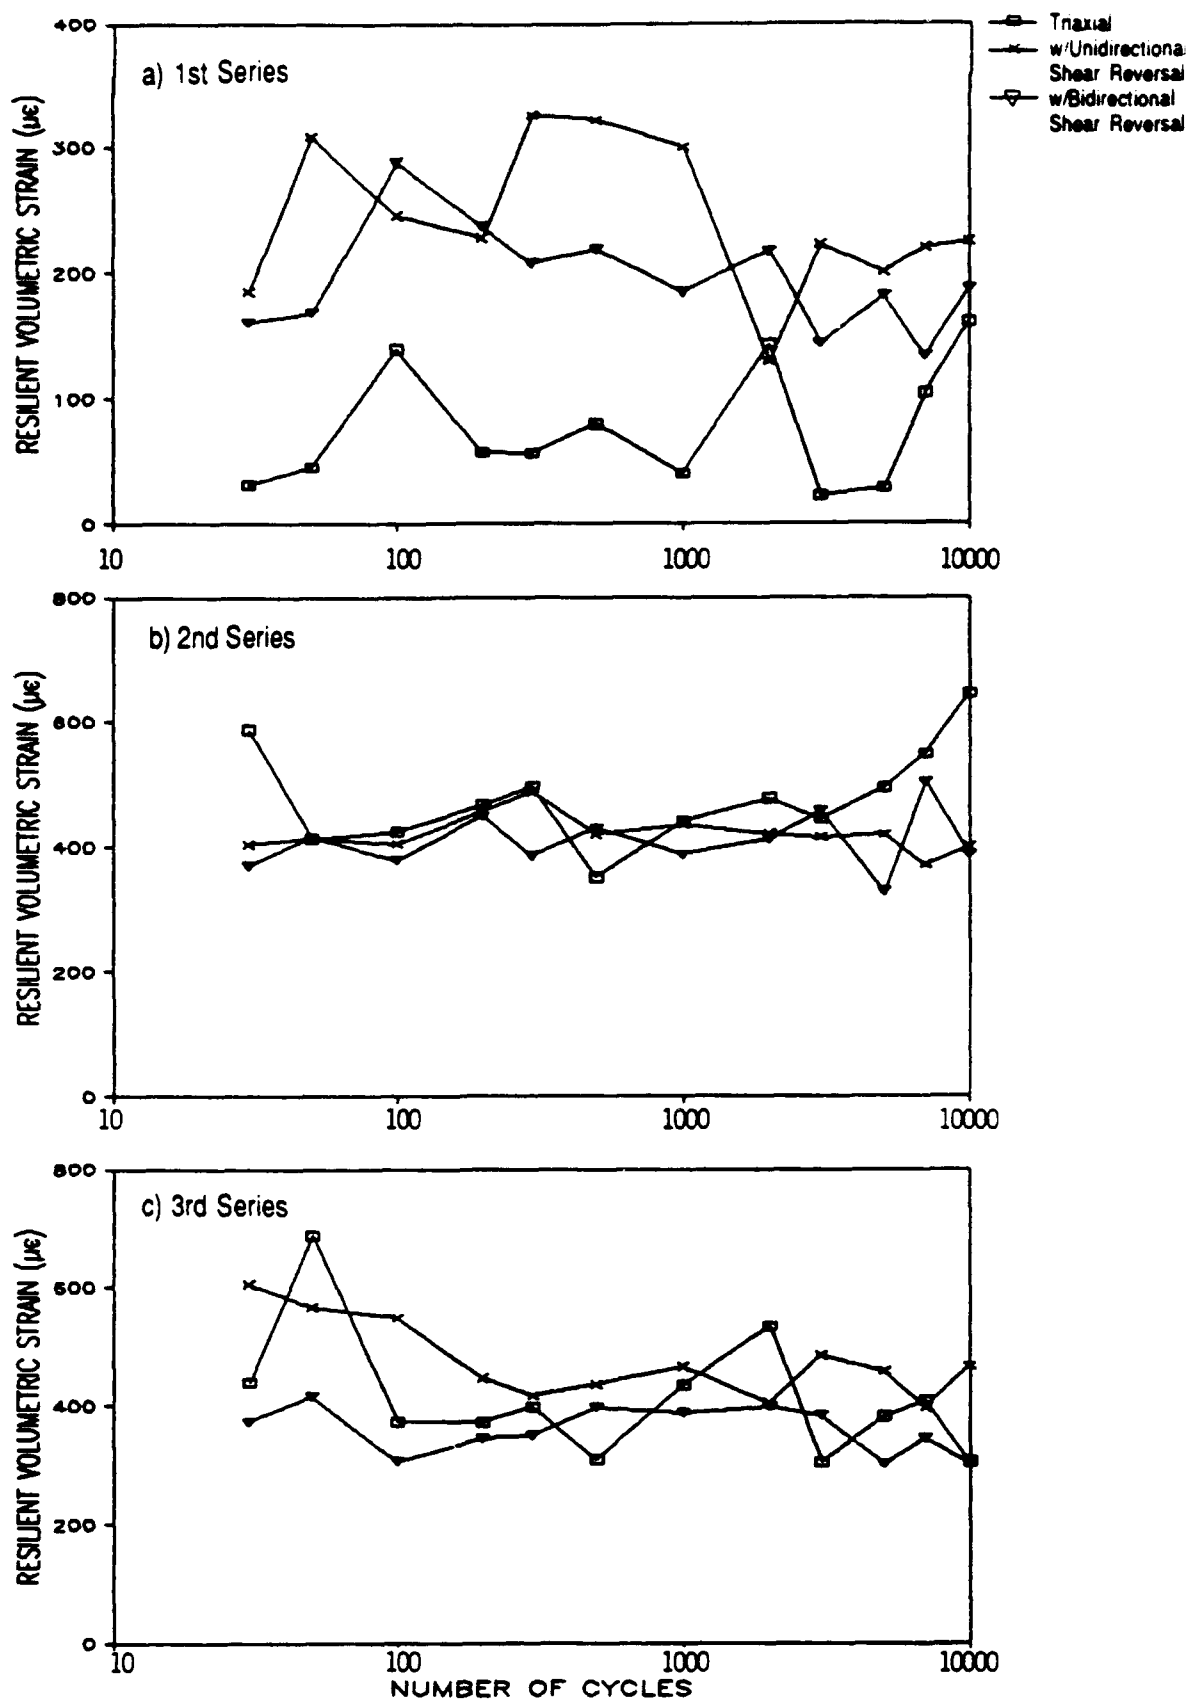 Triaxial
w/Unidirectional
Shear Reversal
w/Bidirectional
Shear Reversal
a) 1st Series
RESILIENT VOLUMETRIC STRAIN (με)
400
300
200
100
0
10
100
1000
10000
b) 2nd Series
RESILIENT VOLUMETRIC STRAIN (με)
800
600
400
200
0
10
100
1000
10000
c) 3rd Series
RESILIENT VOLUMETRIC STRAIN (με)
800
600
400
200
0
10
100
1000
10000
NUMBER OF CYCLES